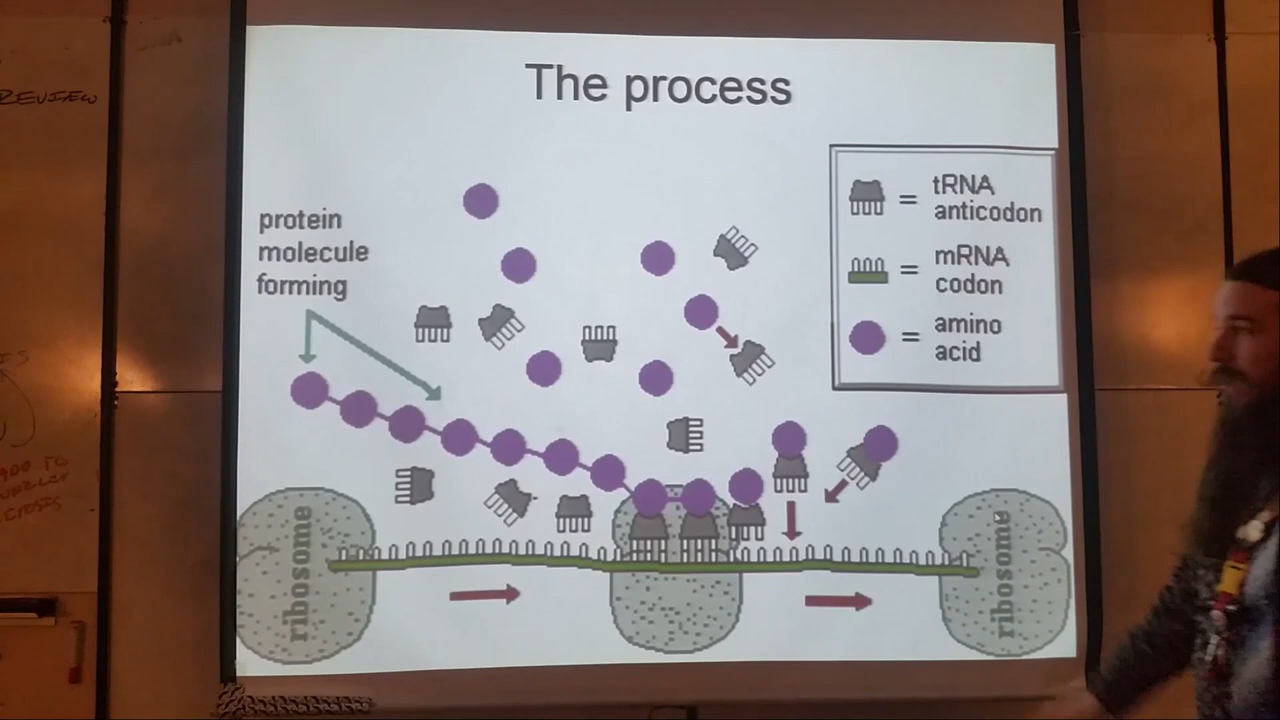 REVIEW
The process
protein
molecule
forming
= tRNA
anticodon
= mRNA
codon
= amino
acid
ribosome
ribosome